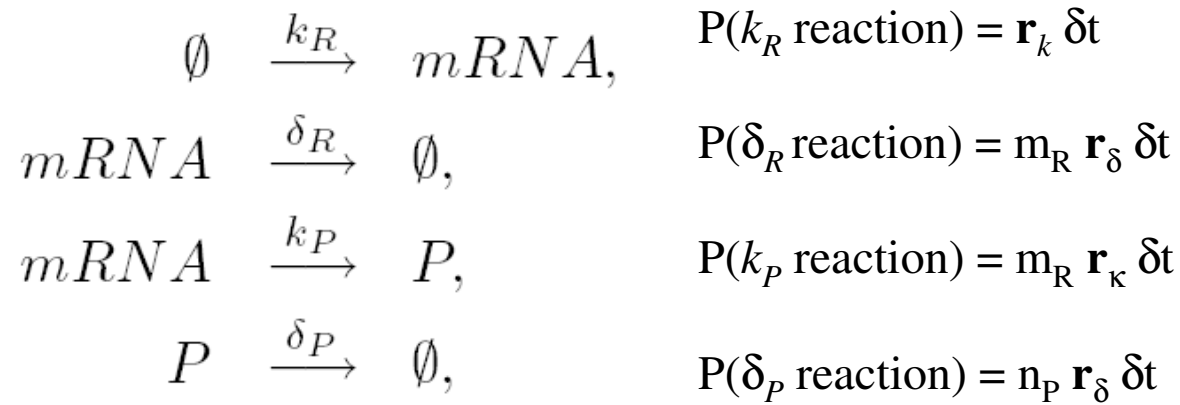 ∅ —k_R→ mRNA, P(k_R reaction) = r_k δt
mRNA —δ_R→ ∅, P(δ_R reaction) = m_R r_δ δt
mRNA —k_P→ P, P(k_P reaction) = m_R r_κ δt
P —δ_P→ ∅, P(δ_P reaction) = n_P r_δ δt